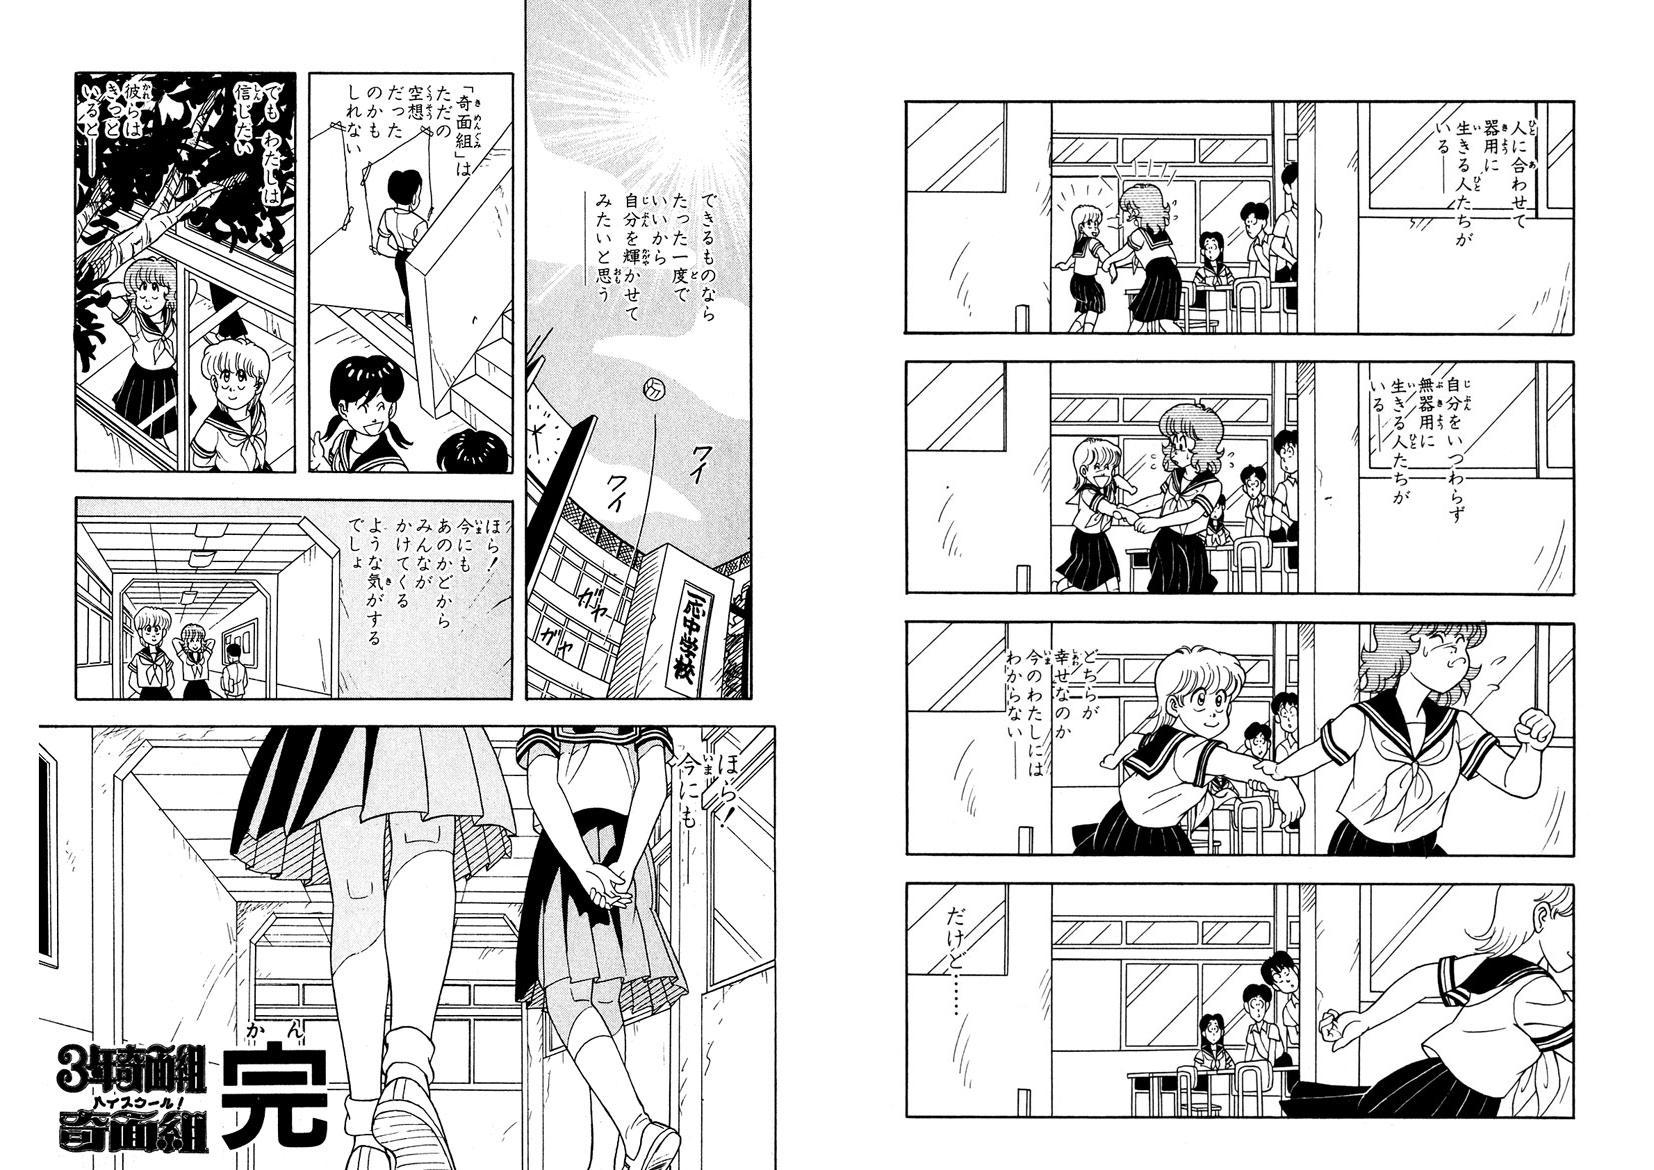 人に合わせて
器用に
生きる人たちが
いる――
自分をいつわらず
無器用に
生きる人たちが
いる――
どちらが
幸せなのか
今のわたしには
わからない――
だけど……
できるものなら
たった一度で
いいから
自分を輝かせて
みたいと思う
――
ワイ
ワイ
ガヤ
ガヤ
一応中学校
「奇面組」は
ただの
空想
だった
のかも
しれない
でも わたしは
信じたい
彼らは
きっと
いると――
ほら!
今にも
あのかどから
みんなが
かけてくる
ような気がする
でしょ
ほら!
今にも
かん
完
3年奇面組
ハイスクール!
奇面組